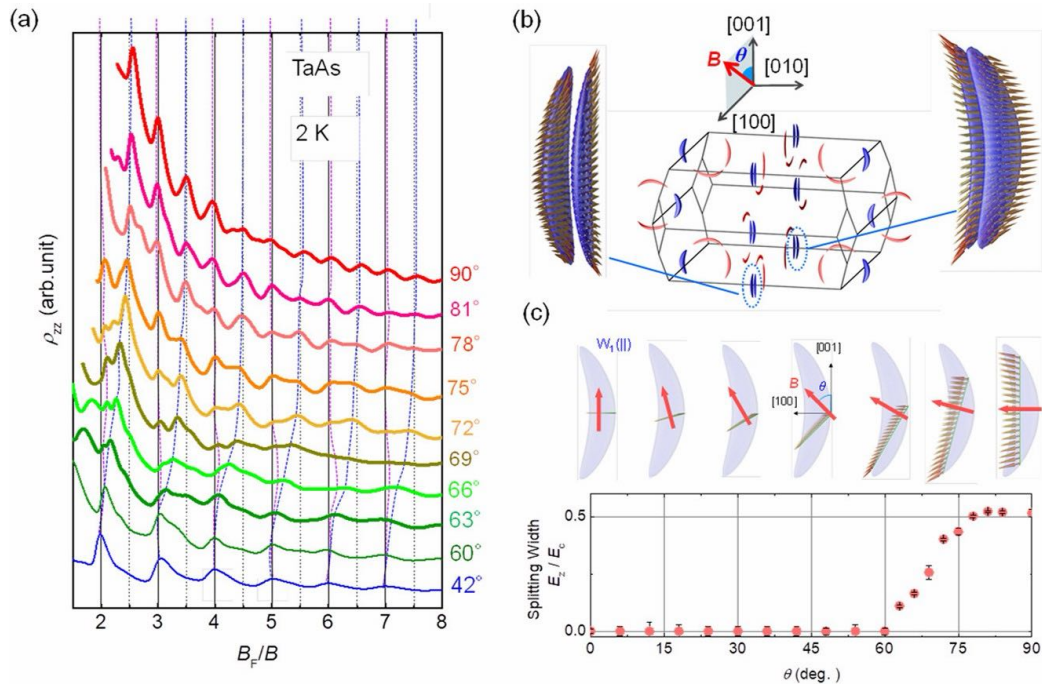 (a)
TaAs
2 K
90°
81°
78°
75°
72°
69°
66°
63°
60°
42°
ρzz (arb.unit)
2 3 4 5 6 7 8
BF/B
(b)
[001]
B θ
[010]
[100]
(c)
W1(||)
[001]
B θ
[100]
Splitting Width
Ez / Ec
0.5
0.0
0 15 30 45 60 75 90
θ (deg. )